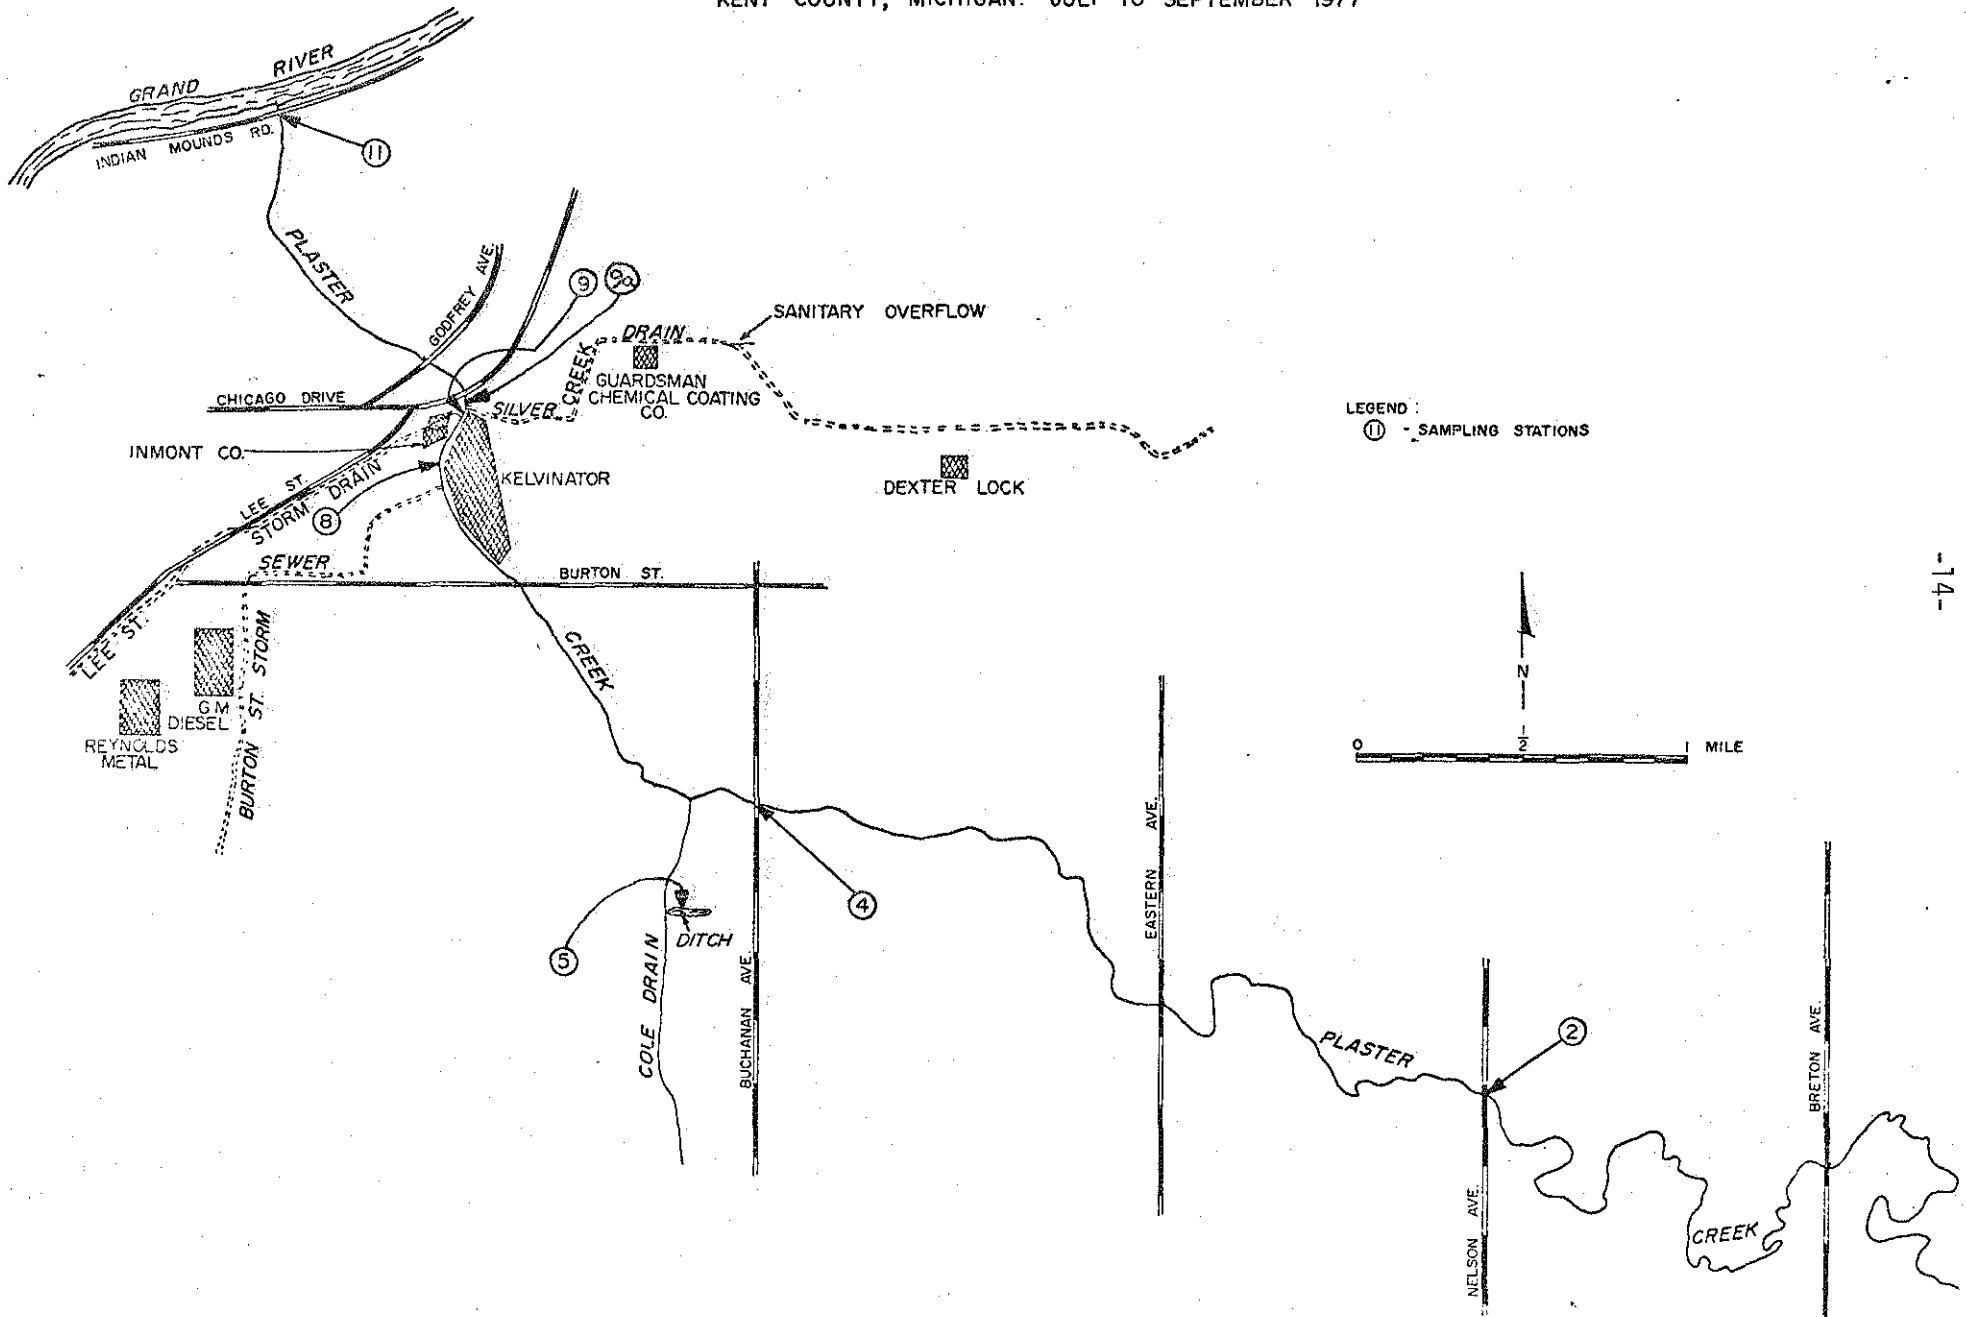 KENT COUNTY, MICHIGAN. JULY TO SEPTEMBER 1977
GRAND RIVER
INDIAN MOUNDS RD.
11
PLASTER
GODFREY AVE.
9
SANITARY OVERFLOW
DRAIN
CREEK
SILVER
GUARDSMAN
CHEMICAL COATING
CO.
CHICAGO DRIVE
INMONT CO.
LEE ST.
STORM DRAIN
8
KELVINATOR
DEXTER LOCK
LEGEND :
11 - SAMPLING STATIONS
SEWER
BURTON ST.
LEE ST.
BURTON ST. STORM
GM
DIESEL
REYNOLDS
METAL
CREEK
-14-
N
0 1/2 1 MILE
EASTERN AVE.
4
5
DITCH
COLE DRAIN
BUCHANAN AVE.
PLASTER
2
BRETON AVE.
NELSON AVE.
CREEK